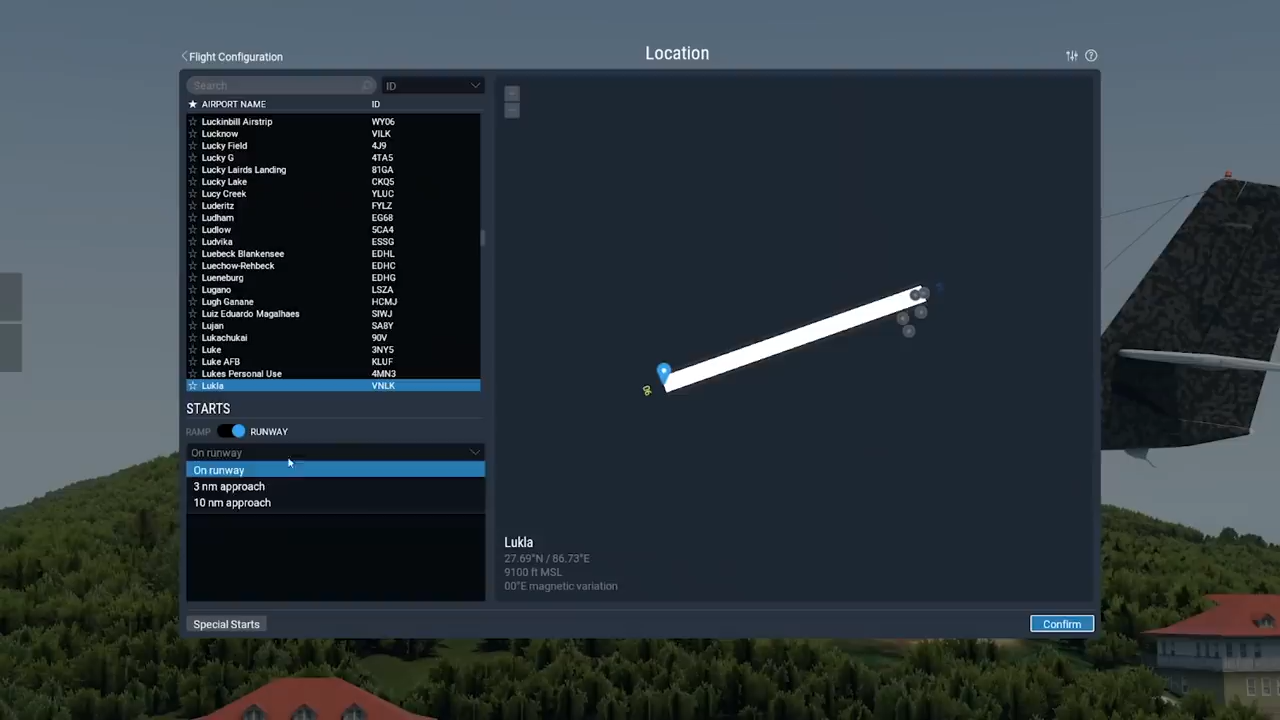 Flight Configuration
Location
Search
ID
AIRPORT NAME ID
Luckinbill Airstrip WY06
Lucknow VILK
Lucky Field 4J9
Lucky G 4TA5
Lucky Lairds Landing 81GA
Lucky Lake CKQ5
Lucy Creek YLUC
Luderitz FYLZ
Ludham EG68
Ludlow 5CA4
Ludvika ESSG
Luebeck Blankensee EDHL
Luechow-Rehbeck EDHC
Lueneburg EDHG
Lugano LSZA
Lugh Ganane HCMJ
Luiz Eduardo Magalhaes SIWJ
Lujan SA8Y
Lukachukai 90V
Luke 3NY5
Luke AFB KLUF
Lukes Personal Use 4MN3
Lukla VNLK
STARTS
RAMP RUNWAY
On runway
On runway
3 nm approach
10 nm approach
Lukla
27.69°N / 86.73°E
9100 ft MSL
00°E magnetic variation
Special Starts
Confirm